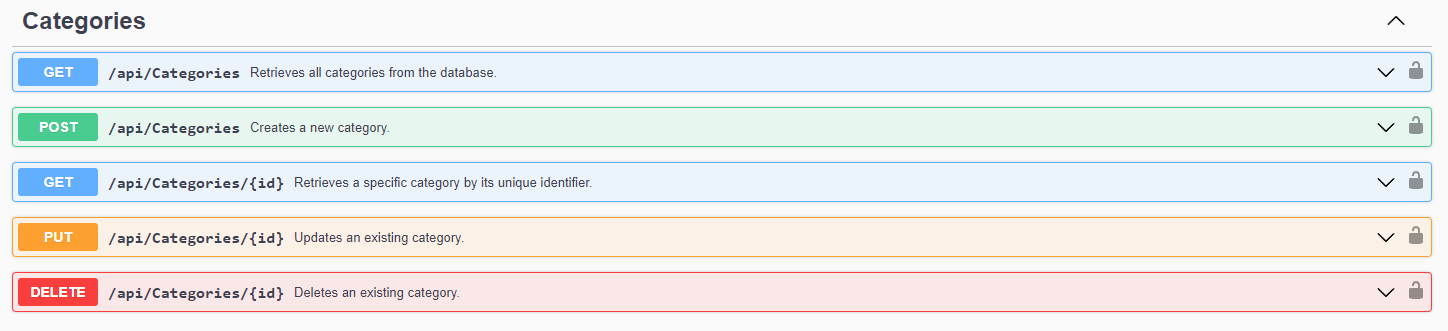 Categories
GET /api/Categories Retrieves all categories from the database.
POST /api/Categories Creates a new category.
GET /api/Categories/{id} Retrieves a specific category by its unique identifier.
PUT /api/Categories/{id} Updates an existing category.
DELETE /api/Categories/{id} Deletes an existing category.